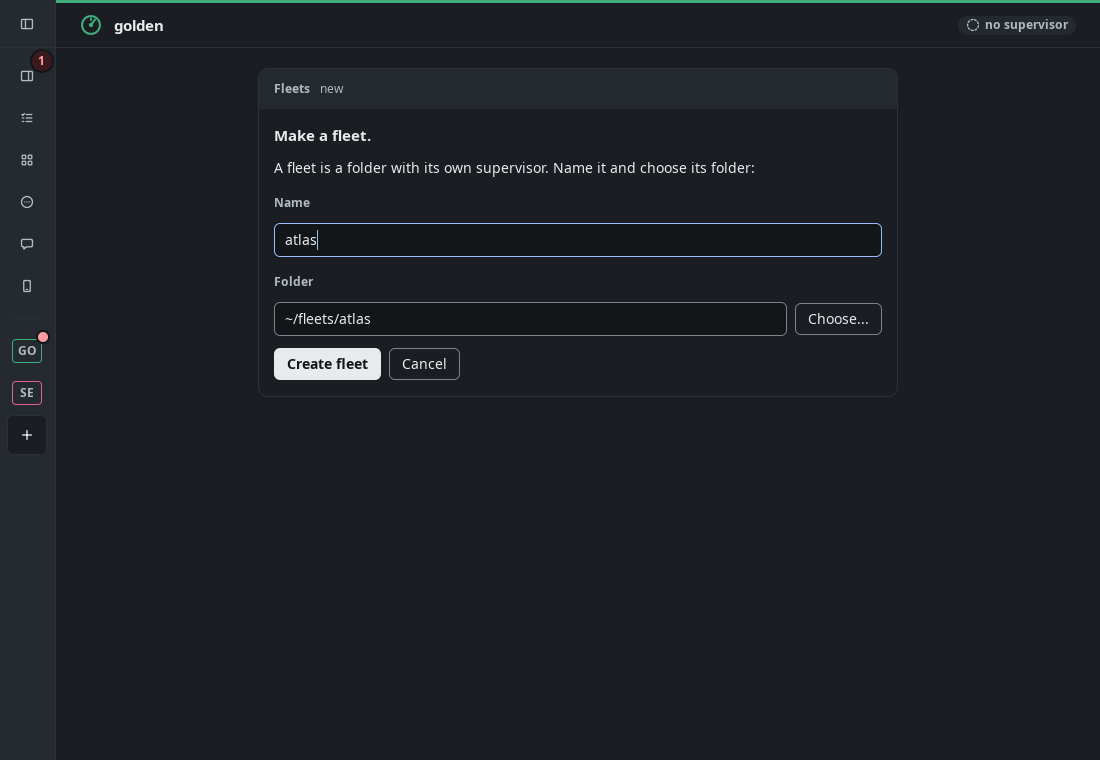 golden
no supervisor
1
Fleets new
Make a fleet.
A fleet is a folder with its own supervisor. Name it and choose its folder:
Name
atlas
Folder
~/fleets/atlas
Choose...
Create fleet
Cancel
GO
SE